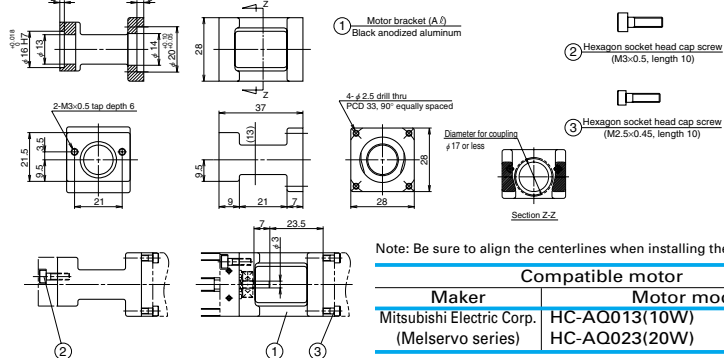 Z
Z
+0.018
0
φ16 H7
φ13
φ14
+0.10
+0.05
φ20
28
1 Motor bracket (Aℓ)
Black anodized aluminum
2 Hexagon socket head cap screw
(M3×0.5, length 10)
3 Hexagon socket head cap screw
(M2.5×0.45, length 10)
2-M3×0.5 tap depth 6
21.5
3.5
9.5
21
37
(13)
9.5
9
21
7
4-φ2.5 drill thru
PCD 33, 90° equally spaced
28
28
Diameter for coupling
φ17 or less
Section Z-Z
7
23.5
φ3
2
1
3
Note: Be sure to align the centerlines when installing the
Compatible motor
Maker
Motor mod
Mitsubishi Electric Corp.
(Melservo series)
HC-AQ013(10W)
HC-AQ023(20W)